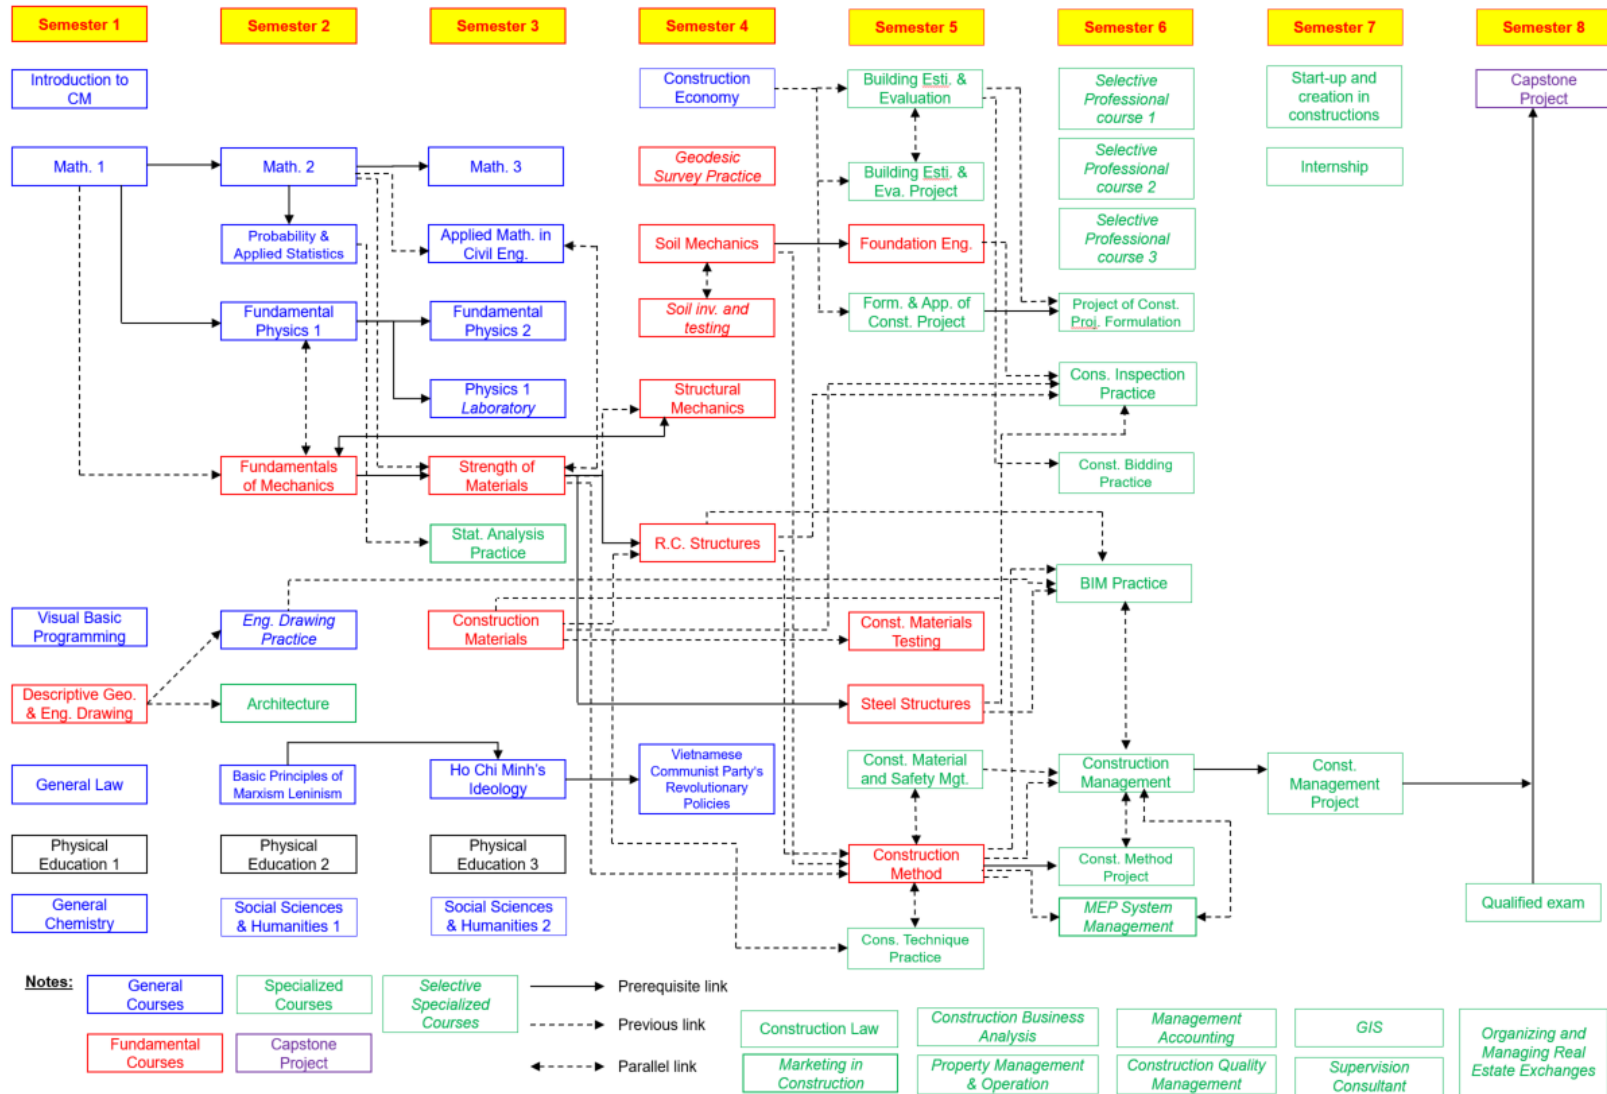 Semester 1
Semester 2
Semester 3
Semester 4
Semester 5
Semester 6
Semester 7
Semester 8
Introduction to
CM
Construction
Economy
Building Esti. &
Evaluation
Selective
Professional
course 1
Start-up and
creation in
constructions
Capstone
Project
Math. 1
Math. 2
Math. 3
Geodesic
Survey Practice
Building Esti. &
Eva. Project
Selective
Professional
course 2
Internship
Probability &
Applied Statistics
Applied Math. in
Civil Eng.
Soil Mechanics
Foundation Eng.
Selective
Professional
course 3
Fundamental
Physics 1
Fundamental
Physics 2
Soil inv. and
testing
Form. & App. of
Const. Project
Project of Const.
Proj. Formulation
Physics 1
Laboratory
Structural
Mechanics
Cons. Inspection
Practice
Fundamentals
of Mechanics
Strength of
Materials
Const. Bidding
Practice
Stat. Analysis
Practice
R.C. Structures
BIM Practice
Visual Basic
Programming
Eng. Drawing
Practice
Construction
Materials
Const. Materials
Testing
Descriptive Geo.
& Eng. Drawing
Architecture
Steel Structures
General Law
Basic Principles of
Marxism Leninism
Ho Chi Minh's
Ideology
Vietnamese
Communist Party's
Revolutionary
Policies
Const. Material
and Safety Mgt.
Construction
Management
Const.
Management
Project
Physical
Education 1
Physical
Education 2
Physical
Education 3
Construction
Method
Const. Method
Project
General
Chemistry
Social Sciences
& Humanities 1
Social Sciences
& Humanities 2
MEP System
Management
Qualified exam
Cons. Technique
Practice
Notes:
General
Courses
Specialized
Courses
Selective
Specialized
Courses
Prerequisite link
Previous link
Parallel link
Fundamental
Courses
Capstone
Project
Construction Law
Construction Business
Analysis
Management
Accounting
GIS
Organizing and
Managing Real
Estate Exchanges
Marketing in
Construction
Property Management
& Operation
Construction Quality
Management
Supervision
Consultant